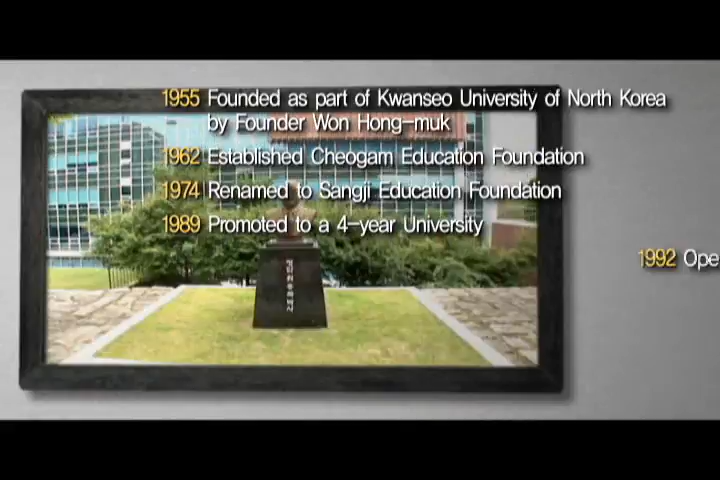 1955 Founded as part of Kwanseo University of North Korea
by Founder Won Hong-muk
1962 Established Cheogam Education Foundation
1974 Renamed to Sangji Education Foundation
1989 Promoted to a 4-year University
1992 Ope